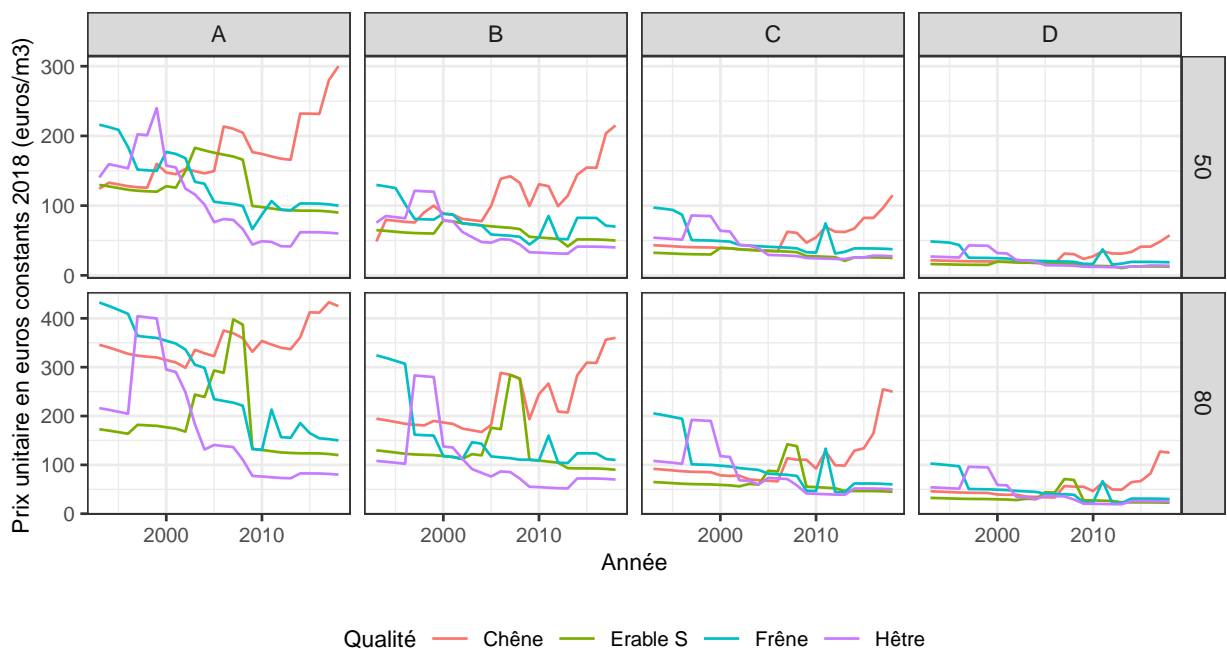 A B C D
Prix unitaire en euros constants 2018 (euros/m3)
300
200
100
0
50
400
300
200
100
0
80
2000 2010 2000 2010 2000 2010 2000 2010
Année
Qualité Chêne Erable S Frêne Hêtre